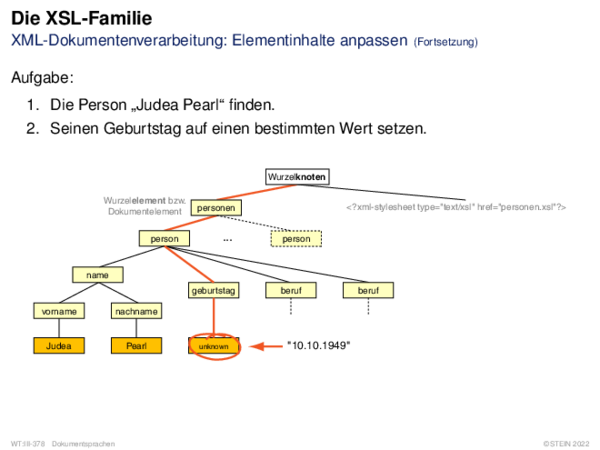 Die XSL-Familie
XML-Dokumentenverarbeitung: Elementinhalte anpassen (Fortsetzung)
Aufgabe:
1. Die Person „Judea Pearl“ finden.
2. Seinen Geburtstag auf einen bestimmten Wert setzen.
Wurzelknoten
Wurzelelement bzw.
Dokumentelement
personen
<?xml-stylesheet type="text/xsl" href="personen.xsl"?>
person
...
person
name
geburtstag
beruf
beruf
vorname
nachname
Judea
Pearl
unknown
"10.10.1949"
WT:III-378 Dokumentsprachen
©STEIN 2022